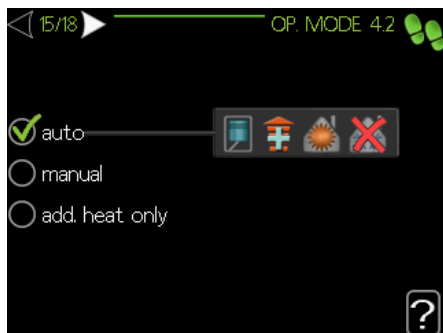 15/18 OP. MODE 4.2
auto
manual
add. heat only
?